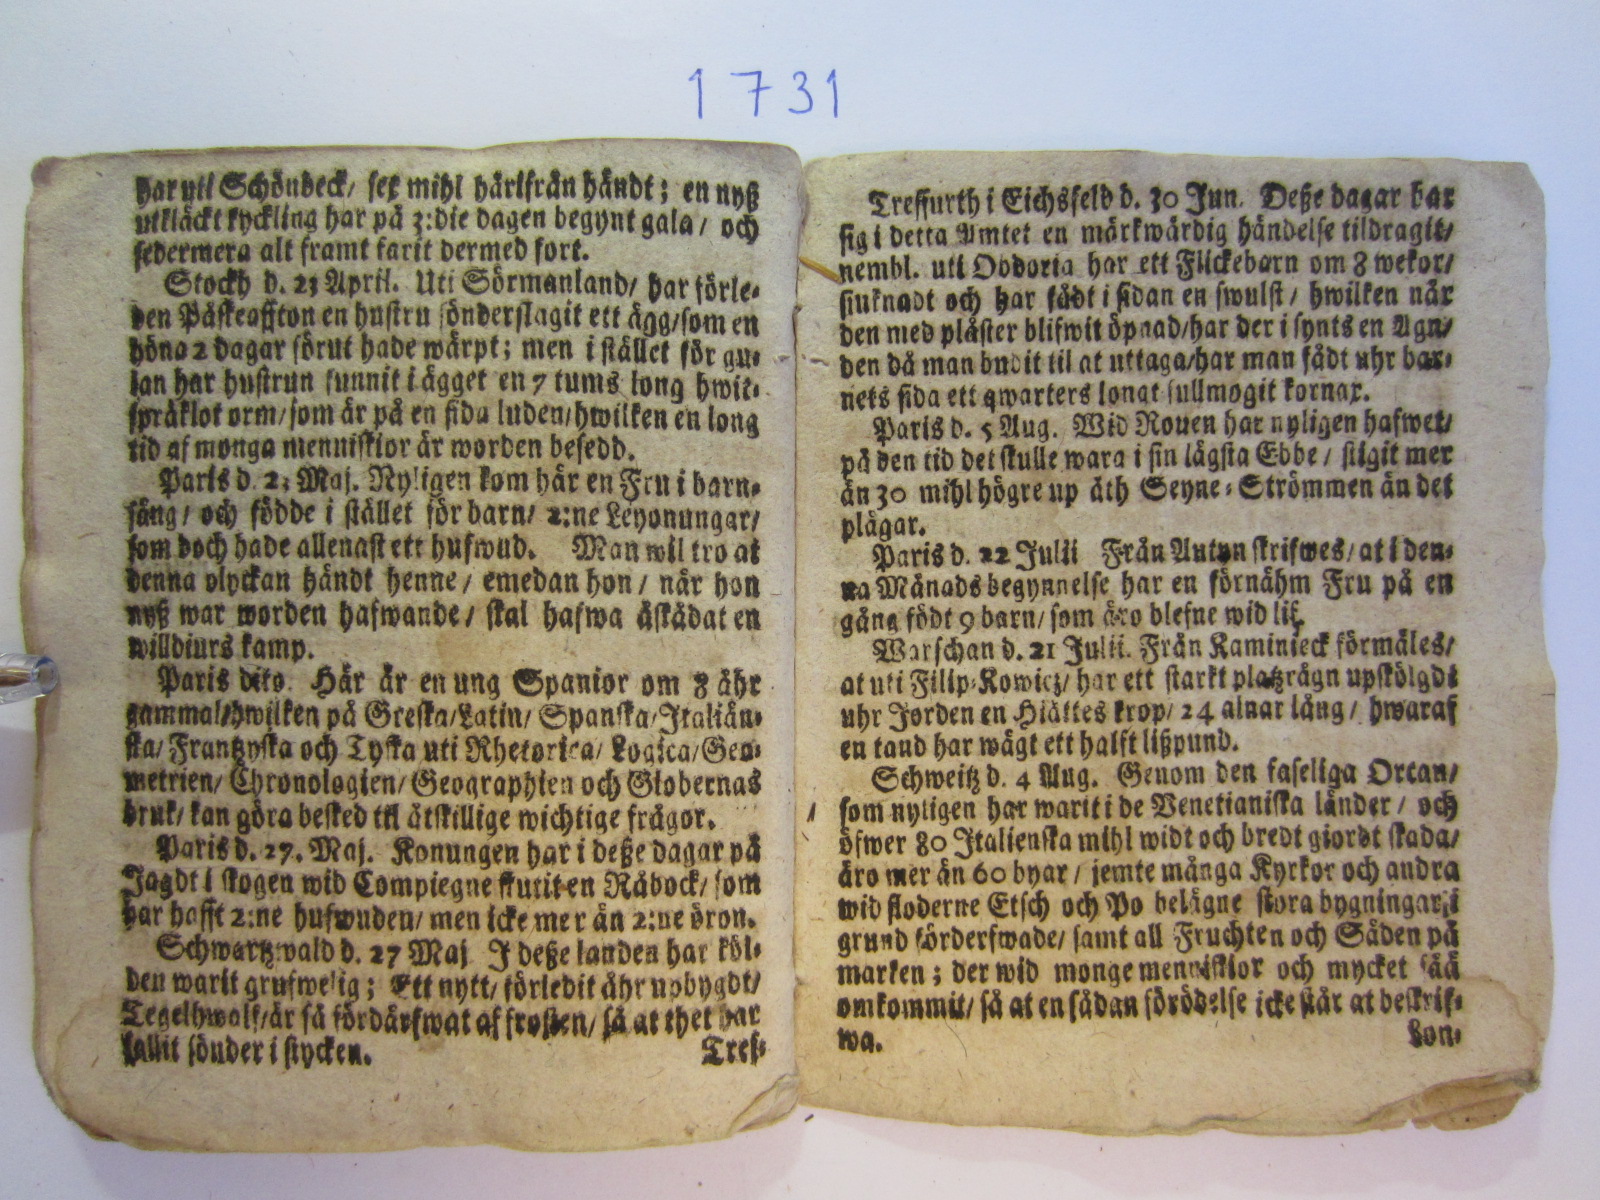 1731
har uti Schönbeck/ sex mihl härifrån händt; en nyß
utkläckt kyckling har på 3:die dagen begynt gala/ och
sedermera alt framt farit dermed fort.
Stockh d. 23 April. Uti Sörmanland/ har förle-
den Påskeaffton en hustru sönderslagit ett ägg/som en
höna 2 dagar förut hade wärpt; men i stället för gu-
lan har hustrun funnit i ägget en 7 tums long hwit-
språklot orm/som är på en sida luden/hwilken en long
tid af monga menniskior är worden besedd.
Paris d. 23 Maj. Nyligen kom här en Fru i barn-
säng/ och födde i stället för barn/ 2:ne Leyonungar/
som doch hade allenast ett hufwud. Man wil tro at
denna olyckan händt henne/ emedan hon/ när hon
nyß war worden hafwande/ skal hafwa åskådat en
willdiurs kamp.
Paris dito. Här är en ung Spanior om 8 åhr
gammal/hwilken på Greska/Latin/ Spanska/Italiän-
ska/ Frantzyska och Tyska uti Rhetorica/ Logica/Geo-
metrien/ Chronologien/Geographien och Globernas
bruk/ kan göra besked til åtskillige wichtige frågor.
Paris d. 27. Maj. Konungen har i deße dagar på
Jagdt i skogen wid Compiegne skutit en Råbock/ som
har hafft 2:ne hufwuden/ men icke mer än 2:ne öron.
Schwartzwald d. 27 Maj I deße landen har köl-
den warit grufwelig; Ett nytt/ förledit åhr upbygdt/
Tegelhwalf/är så fördärfwat af frosten/ så at thet har
fallit sönder i stycken.
Tref-
Treffurth i Eichsfeld d. 30 Jun. Deße dagar har
sig i detta Amtet en märkwärdig händelse tildragit/
nembl. uti Obdoria har ett Flickebarn om 8 wekor/
siuknadt och har fådt i sidan en swulst/ hwilken när
den med plåster blifwit öpnad/har der i synts en Agn/
den då man budit til at uttaga/har man fådt uhr bar-
nets sida ett qwarters longt fullmogit kornax.
Paris d. 5 Aug. Wid Rouen har nyligen hafwet/
på den tid det skulle wara i sin lägsta Ebbe/ stigit mer
än 30 mihl högre up åth Seyne-Strömmen än det
plägar.
Paris d. 22 Julii Från Autun skrifwes/ at i den-
na Månads begynnelse har en förnähm Fru på en
gång födt 9 barn/ som äro blefne wid lif.
Warschau d. 21 Julii. Från Kaminieck förmäles/
at uti Filip-Kowicz/ har ett starkt platzrägn upskölgdt
uhr Jorden en Hiättes krop/ 24 alnar lång/ hwaraf
en tand har wägt ett halft lißpund.
Schweitz d. 4 Aug. Genom den faseliga Orcan/
som nyligen har warit i de Venetianiska länder/ och
öfwer 80 Italienska mihl widt och bredt giordt skada/
äro mer än 60 byar/ jemte många Kyrkor och andra
wid floderne Etsch och Po belägne stora bygningar/i
grund förderfwade/ samt all Fruchten och Säden på
marken; der wid monge menniskior och mycket fää
omkommit/ så at en sådan förödelse icke står at beskrif-
wa.
Lon-